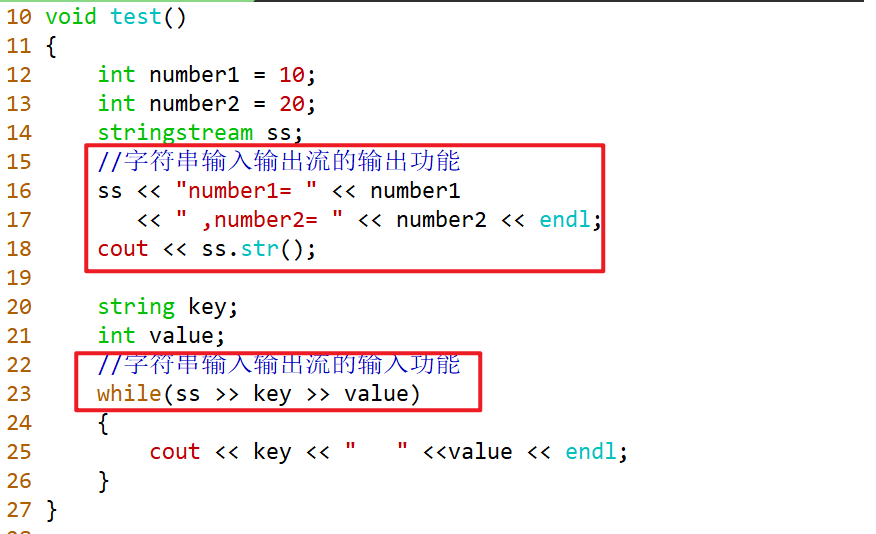 10 void test()
11 {
12     int number1 = 10;
13     int number2 = 20;
14     stringstream ss;
15     //字符串输入输出流的输出功能
16     ss << "number1= " << number1
17        << " ,number2= " << number2 << endl;
18     cout << ss.str();
19
20     string key;
21     int value;
22     //字符串输入输出流的输入功能
23     while(ss >> key >> value)
24     {
25         cout << key << "   " <<value << endl;
26     }
27 }